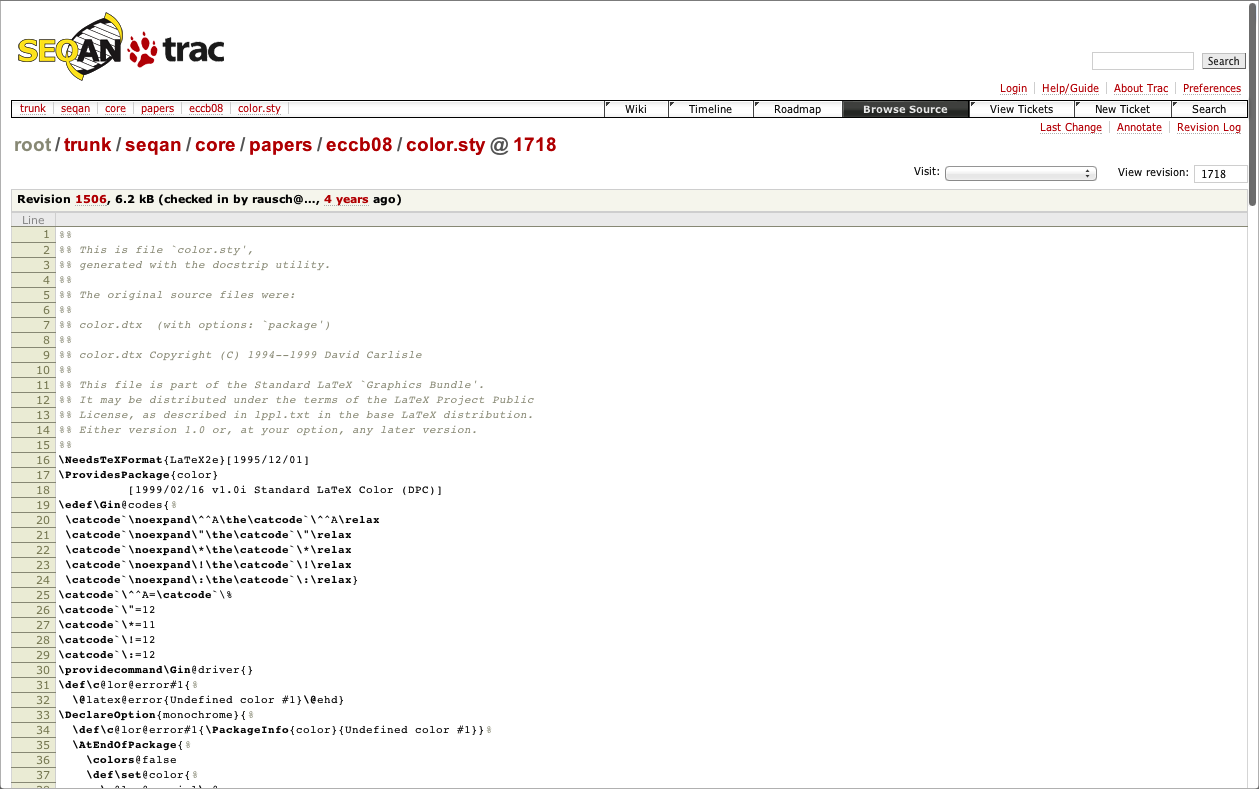 SEQAN trac
Search
Login Help/Guide About Trac Preferences
trunk seqan core papers eccb08 color.sty
Wiki Timeline Roadmap Browse Source View Tickets New Ticket Search
Last Change Annotate Revision Log
root / trunk / seqan / core / papers / eccb08 / color.sty @ 1718
Visit: View revision: 1718
Revision 1506, 6.2 kB (checked in by rausch@..., 4 years ago)
Line
1 %%
2 %% This is file `color.sty',
3 %% generated with the docstrip utility.
4 %%
5 %% The original source files were:
6 %%
7 %% color.dtx  (with options: `package')
8 %%
9 %% color.dtx Copyright (C) 1994--1999 David Carlisle
10 %%
11 %% This file is part of the Standard LaTeX `Graphics Bundle'.
12 %% It may be distributed under the terms of the LaTeX Project Public
13 %% License, as described in lppl.txt in the base LaTeX distribution.
14 %% Either version 1.0 or, at your option, any later version.
15 %%
16 \NeedsTeXFormat{LaTeX2e}[1995/12/01]
17 \ProvidesPackage{color}
18           [1999/02/16 v1.0i Standard LaTeX Color (DPC)]
19 \edef\Gin@codes{%
20  \catcode`\noexpand\^^A\the\catcode`\^^A\relax
21  \catcode`\noexpand\"\the\catcode`\"\relax
22  \catcode`\noexpand\*\the\catcode`\*\relax
23  \catcode`\noexpand\!\the\catcode`\!\relax
24  \catcode`\noexpand\:\the\catcode`\:\relax}
25 \catcode`\^^A=\catcode`\%
26 \catcode`\"=12
27 \catcode`\*=11
28 \catcode`\!=12
29 \catcode`\:=12
30 \providecommand\Gin@driver{}
31 \def\c@lor@error#1{%
32   \@latex@error{Undefined color #1}\@ehd}
33 \DeclareOption{monochrome}{%
34   \def\c@lor@error#1{\PackageInfo{color}{Undefined color #1}}%
35   \AtEndOfPackage{%
36     \colors@false
37     \def\set@color{%